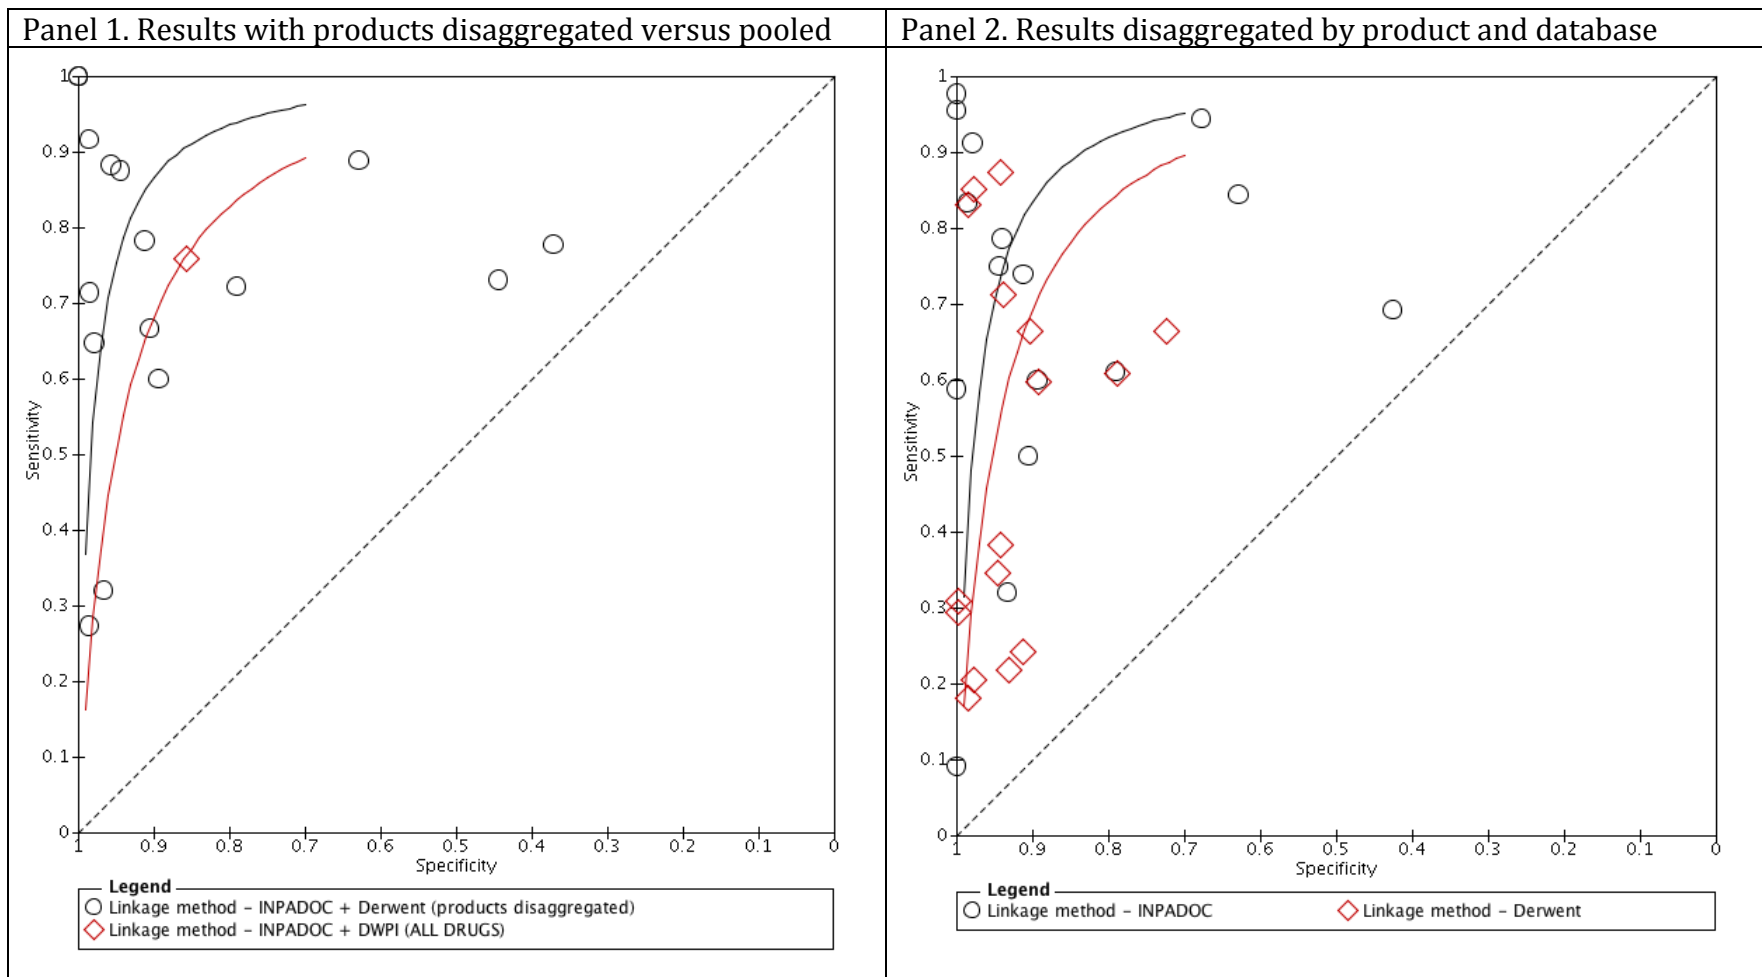 Panel 1. Results with products disaggregated versus pooled
Panel 2. Results disaggregated by product and database
1
0.9
0.8
0.7
0.6
0.5
0.4
0.3
0.2
0.1
0
Sensitivity
1 0.9 0.8 0.7 0.6 0.5 0.4 0.3 0.2 0.1 0
Specificity
Legend
Linkage method - INPADOC + Derwent (products disaggregated)
Linkage method - INPADOC + DWPI (ALL DRUGS)
1
0.9
0.8
0.7
0.6
0.5
0.4
0.3
0.2
0.1
0
Sensitivity
1 0.9 0.8 0.7 0.6 0.5 0.4 0.3 0.2 0.1 0
Specificity
Legend
Linkage method - INPADOC Linkage method - Derwent